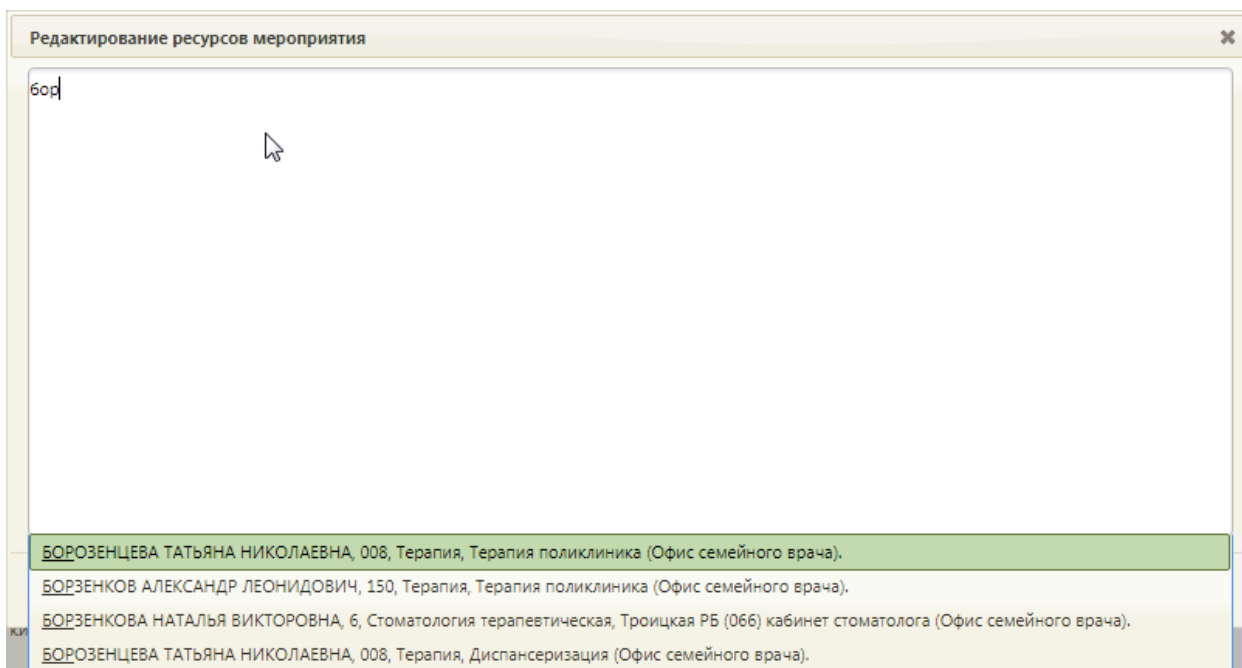 Редактирование ресурсов мероприятия
бор
БОРОЗЕНЦЕВА ТАТЬЯНА НИКОЛАЕВНА, 008, Терапия, Терапия поликлиника (Офис семейного врача).
БОРЗЕНКОВ АЛЕКСАНДР ЛЕОНИДОВИЧ, 150, Терапия, Терапия поликлиника (Офис семейного врача).
БОРЗЕНКОВА НАТАЛЬЯ ВИКТОРОВНА, 6, Стоматология терапевтическая, Троицкая РБ (066) кабинет стоматолога (Офис семейного врача).
БОРОЗЕНЦЕВА ТАТЬЯНА НИКОЛАЕВНА, 008, Терапия, Диспансеризация (Офис семейного врача).